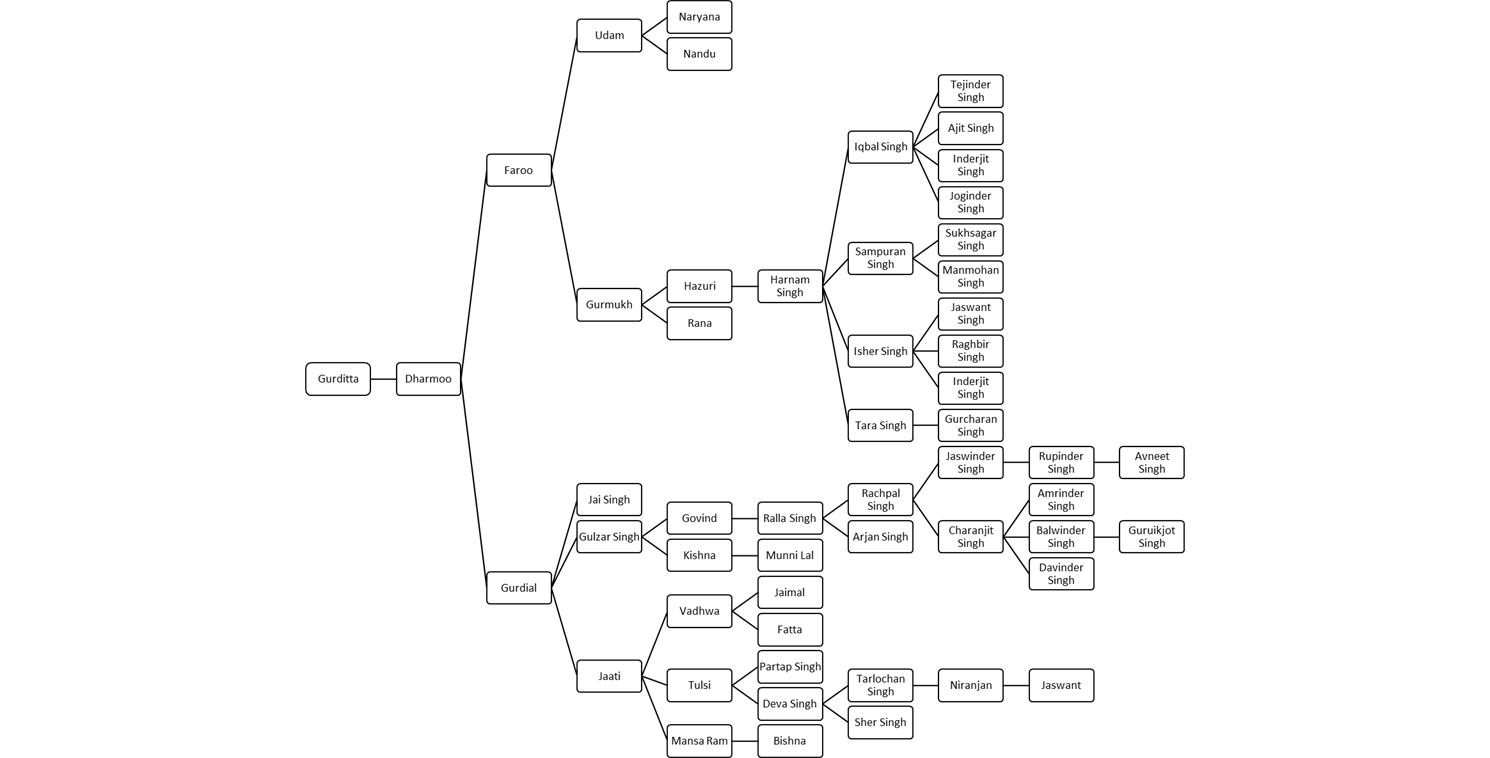 Naryana
Udam
Nandu
Tejinder
Singh
Ajit Singh
Iqbal Singh
Inderjit
Singh
Faroo
Joginder
Singh
Sukhsagar
Singh
Sampuran
Singh
Manmohan
Singh
Hazuri
Harnam
Singh
Gurmukh
Jaswant
Singh
Rana
Isher Singh
Raghbir
Singh
Gurditta
Dharmoo
Inderjit
Singh
Tara Singh
Gurcharan
Singh
Jaswinder
Singh
Rupinder
Singh
Avneet
Singh
Jai Singh
Rachpal
Singh
Amrinder
Singh
Govind
Ralla Singh
Gulzar Singh
Arjan Singh
Charanjit
Singh
Balwinder
Singh
Guruikjot
Singh
Kishna
Munni Lal
Davinder
Singh
Gurdial
Jaimal
Vadhwa
Fatta
Partap Singh
Jaati
Tulsi
Tarlochan
Singh
Niranjan
Jaswant
Deva Singh
Sher Singh
Mansa Ram
Bishna